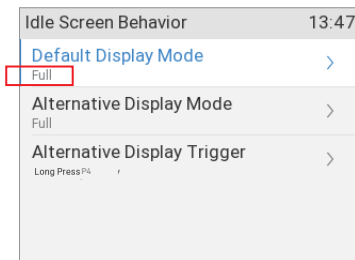 Idle Screen Behavior 13:47
Default Display Mode
Full
Alternative Display Mode
Full
Alternative Display Trigger
Long Press P4